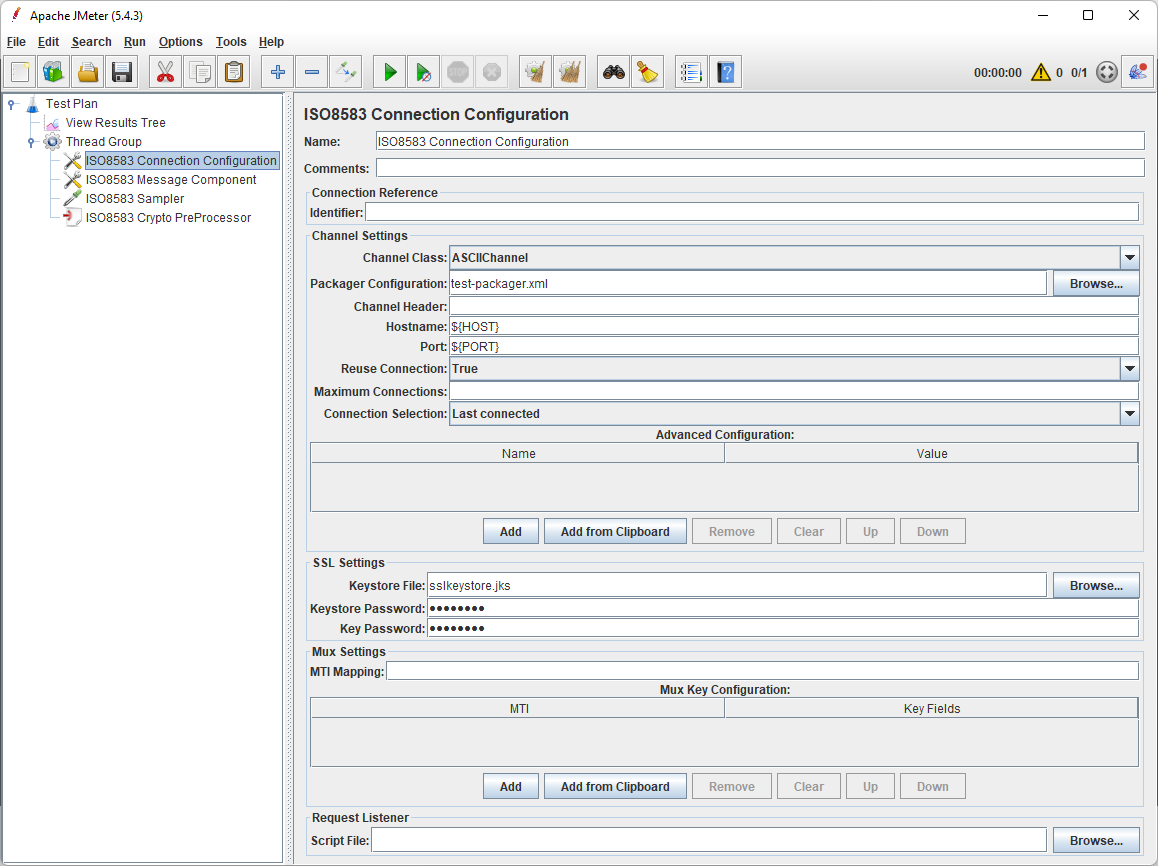 Apache JMeter (5.4.3)
File Edit Search Run Options Tools Help
STOP 00:00:00 0 0/1
Test Plan
View Results Tree
Thread Group
ISO8583 Connection Configuration
ISO8583 Message Component
ISO8583 Sampler
ISO8583 Crypto PreProcessor
ISO8583 Connection Configuration
Name: ISO8583 Connection Configuration
Comments:
Connection Reference
Identifier:
Channel Settings
Channel Class: ASCIIChannel
Packager Configuration: test-packager.xml Browse...
Channel Header:
Hostname: ${HOST}
Port: ${PORT}
Reuse Connection: True
Maximum Connections:
Connection Selection: Last connected
Advanced Configuration:
Name Value
Add Add from Clipboard Remove Clear Up Down
SSL Settings
Keystore File: sslkeystore.jks Browse...
Keystore Password: ●●●●●●●●
Key Password: ●●●●●●●●
Mux Settings
MTI Mapping:
Mux Key Configuration:
MTI Key Fields
Add Add from Clipboard Remove Clear Up Down
Request Listener
Script File: Browse...